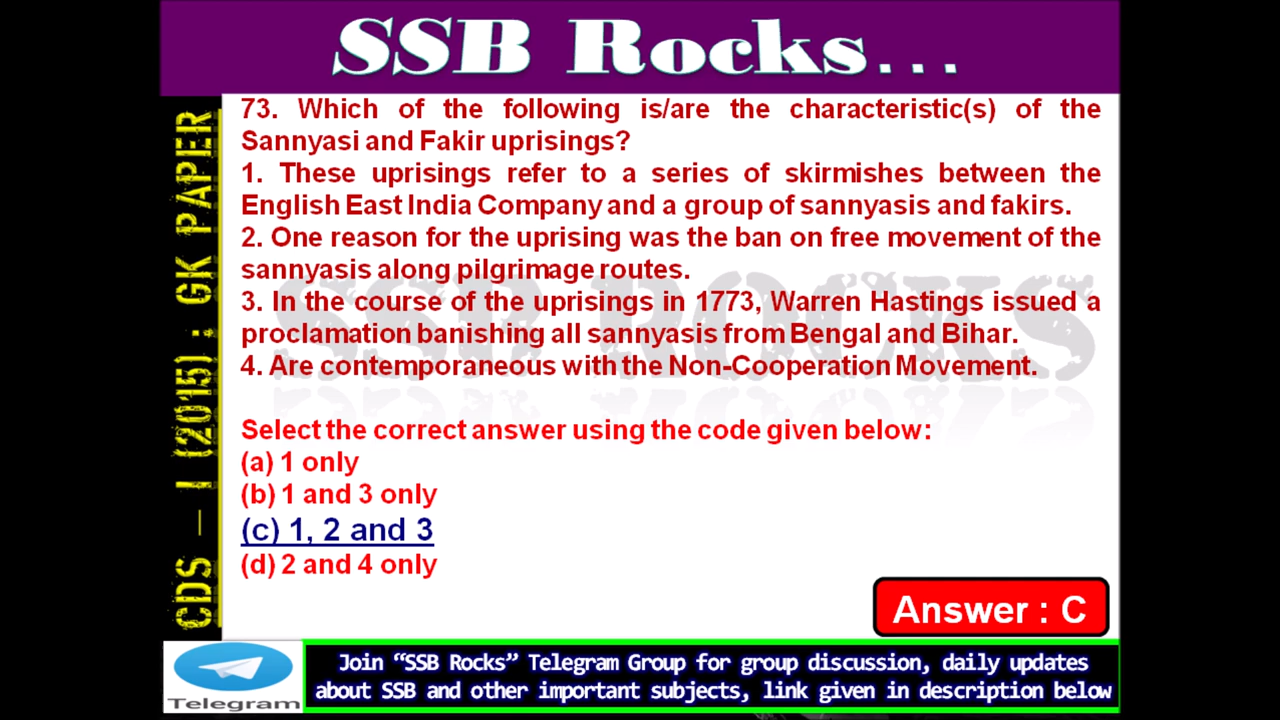 SSB Rocks...
CDS – I (2015) : GK PAPER
73. Which of the following is/are the characteristic(s) of the
Sannyasi and Fakir uprisings?
1. These uprisings refer to a series of skirmishes between the
English East India Company and a group of sannyasis and fakirs.
2. One reason for the uprising was the ban on free movement of the
sannyasis along pilgrimage routes.
3. In the course of the uprisings in 1773, Warren Hastings issued a
proclamation banishing all sannyasis from Bengal and Bihar.
4. Are contemporaneous with the Non-Cooperation Movement.
SSB ROCKS
Select the correct answer using the code given below:
(a) 1 only
(b) 1 and 3 only
(c) 1, 2 and 3
(d) 2 and 4 only
Answer : C
Telegram
Join “SSB Rocks” Telegram Group for group discussion, daily updates
about SSB and other important subjects, link given in description below